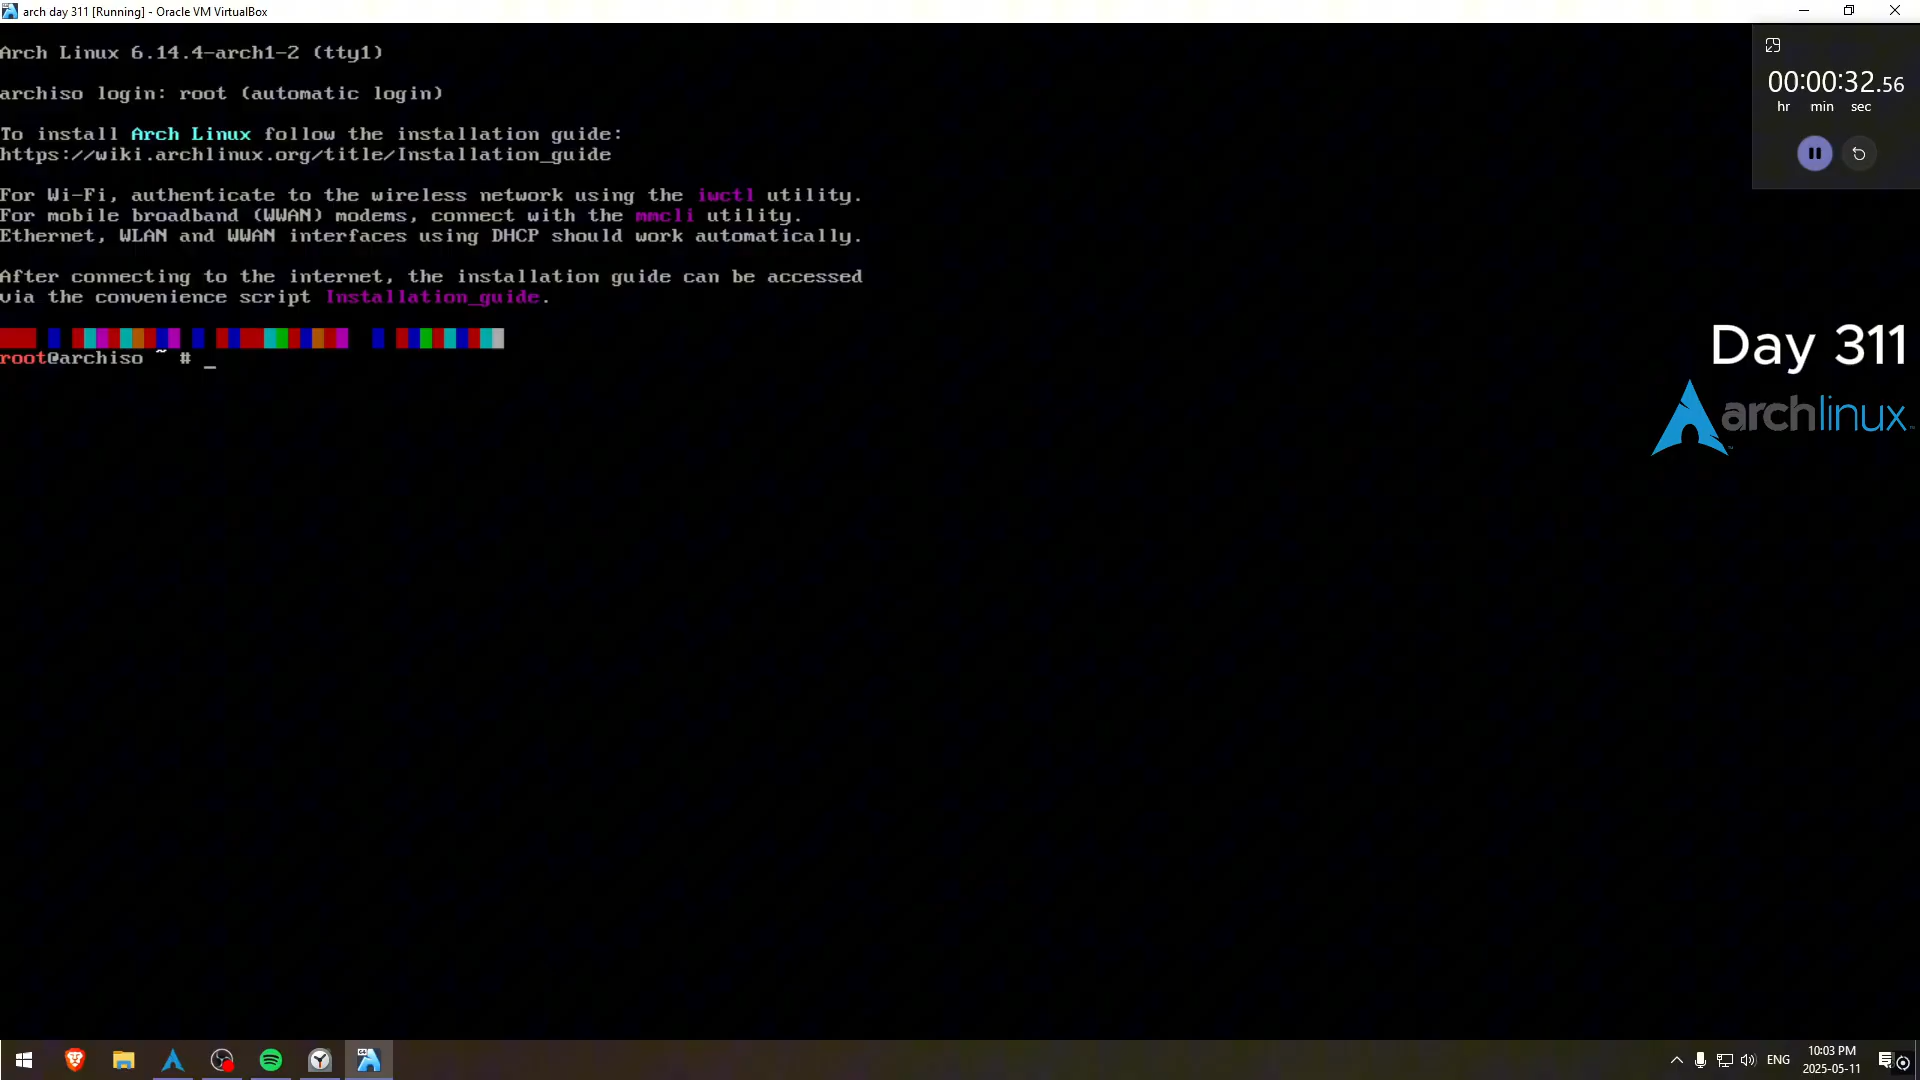 arch day 311 [Running] - Oracle VM VirtualBox
Arch Linux 6.14.4-arch1-2 (tty1)
archiso login: root (automatic login)
To install Arch Linux follow the installation guide:
https://wiki.archlinux.org/title/Installation_guide
For Wi-Fi, authenticate to the wireless network using the iwctl utility.
For mobile broadband (WWAN) modems, connect with the mmcli utility.
Ethernet, WLAN and WWAN interfaces using DHCP should work automatically.
After connecting to the internet, the installation guide can be accessed
via the convenience script Installation_guide.
root@archiso ~ # _
00:00:32.56
hr min sec
Day 311
archlinux
ENG
10:03 PM
2025-05-11